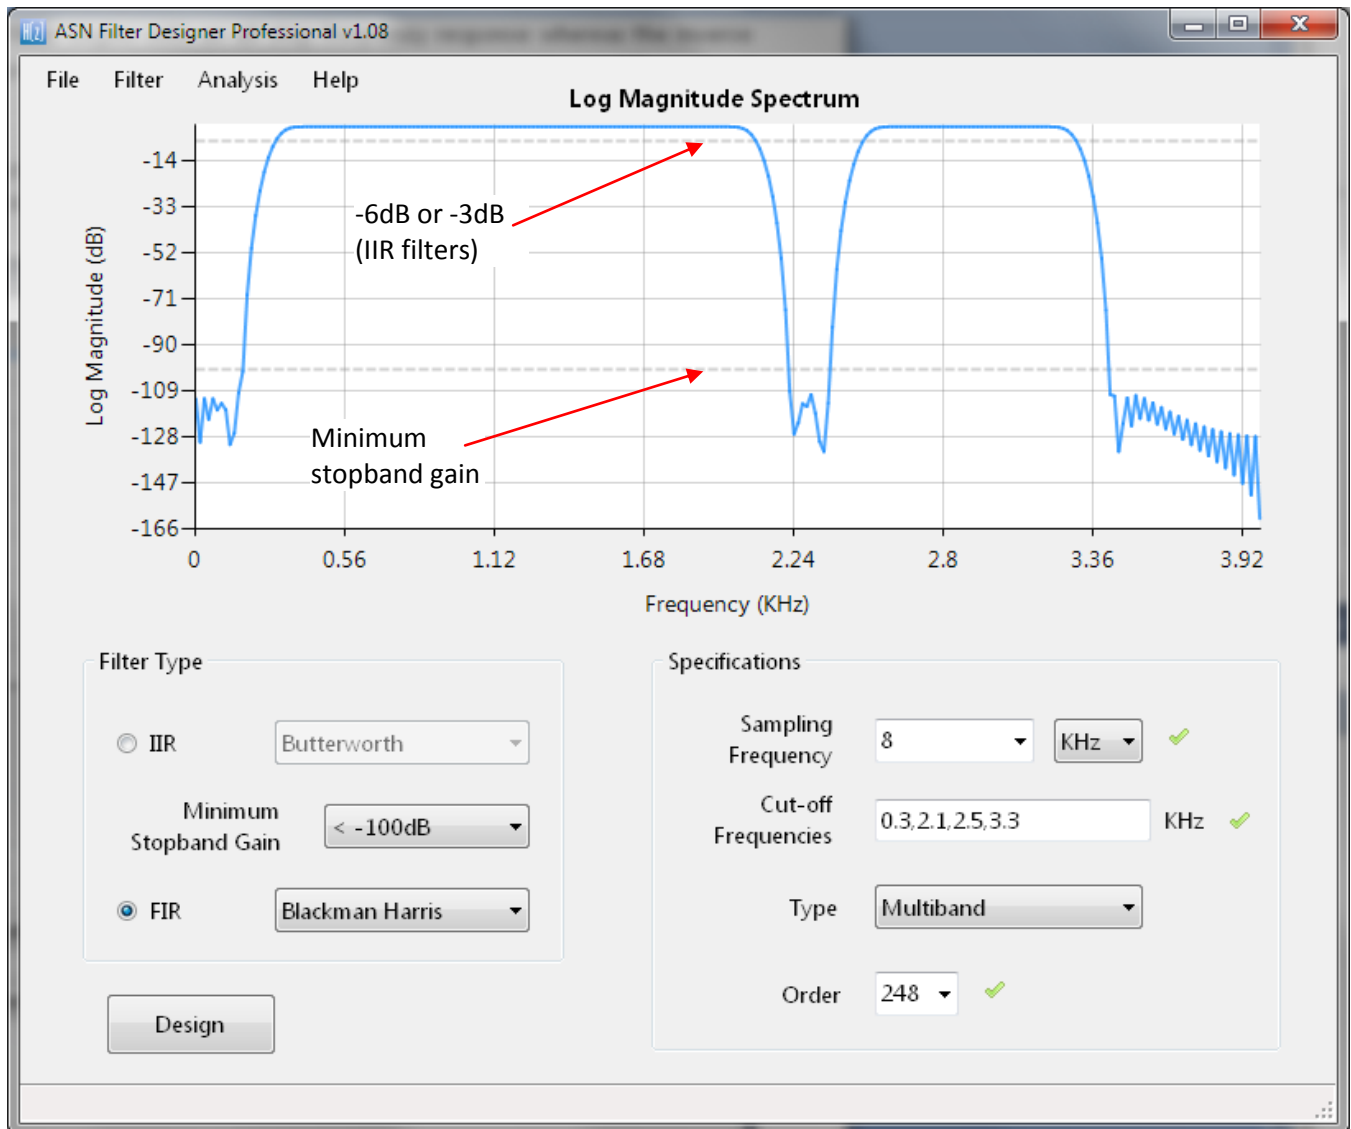 H(z) ASN Filter Designer Professional v1.08
File Filter Analysis Help
Log Magnitude Spectrum
-14
-33
-52
-71
-90
-109
-128
-147
-166
Log Magnitude (dB)
-6dB or -3dB
(IIR filters)
Minimum
stopband gain
0 0.56 1.12 1.68 2.24 2.8 3.36 3.92
Frequency (KHz)
Filter Type
IIR Butterworth
Minimum
Stopband Gain
< -100dB
FIR Blackman Harris
Design
Specifications
Sampling
Frequency
8 KHz
Cut-off
Frequencies
0.3,2.1,2.5,3.3 KHz
Type Multiband
Order 248